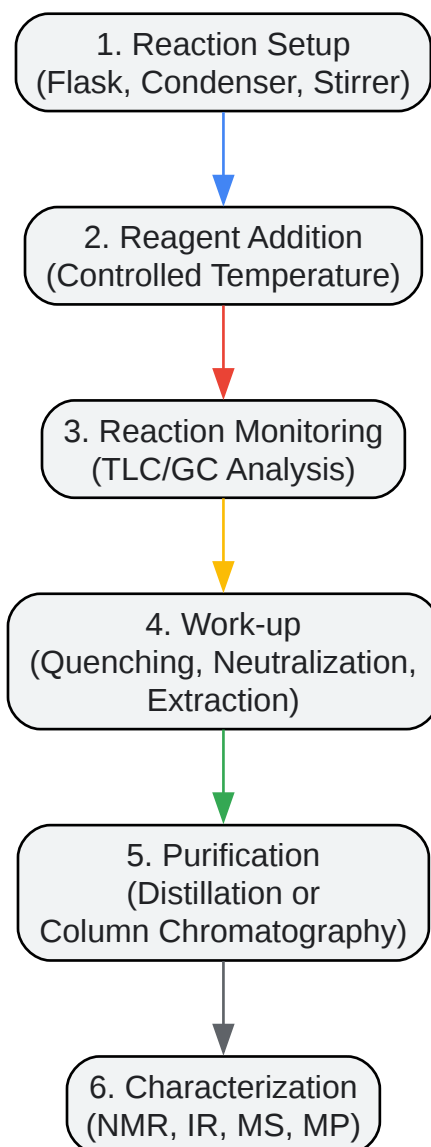 1. Reaction Setup
(Flask, Condenser, Stirrer)
2. Reagent Addition
(Controlled Temperature)
3. Reaction Monitoring
(TLC/GC Analysis)
4. Work-up
(Quenching, Neutralization,
Extraction)
5. Purification
(Distillation or
Column Chromatography)
6. Characterization
(NMR, IR, MS, MP)